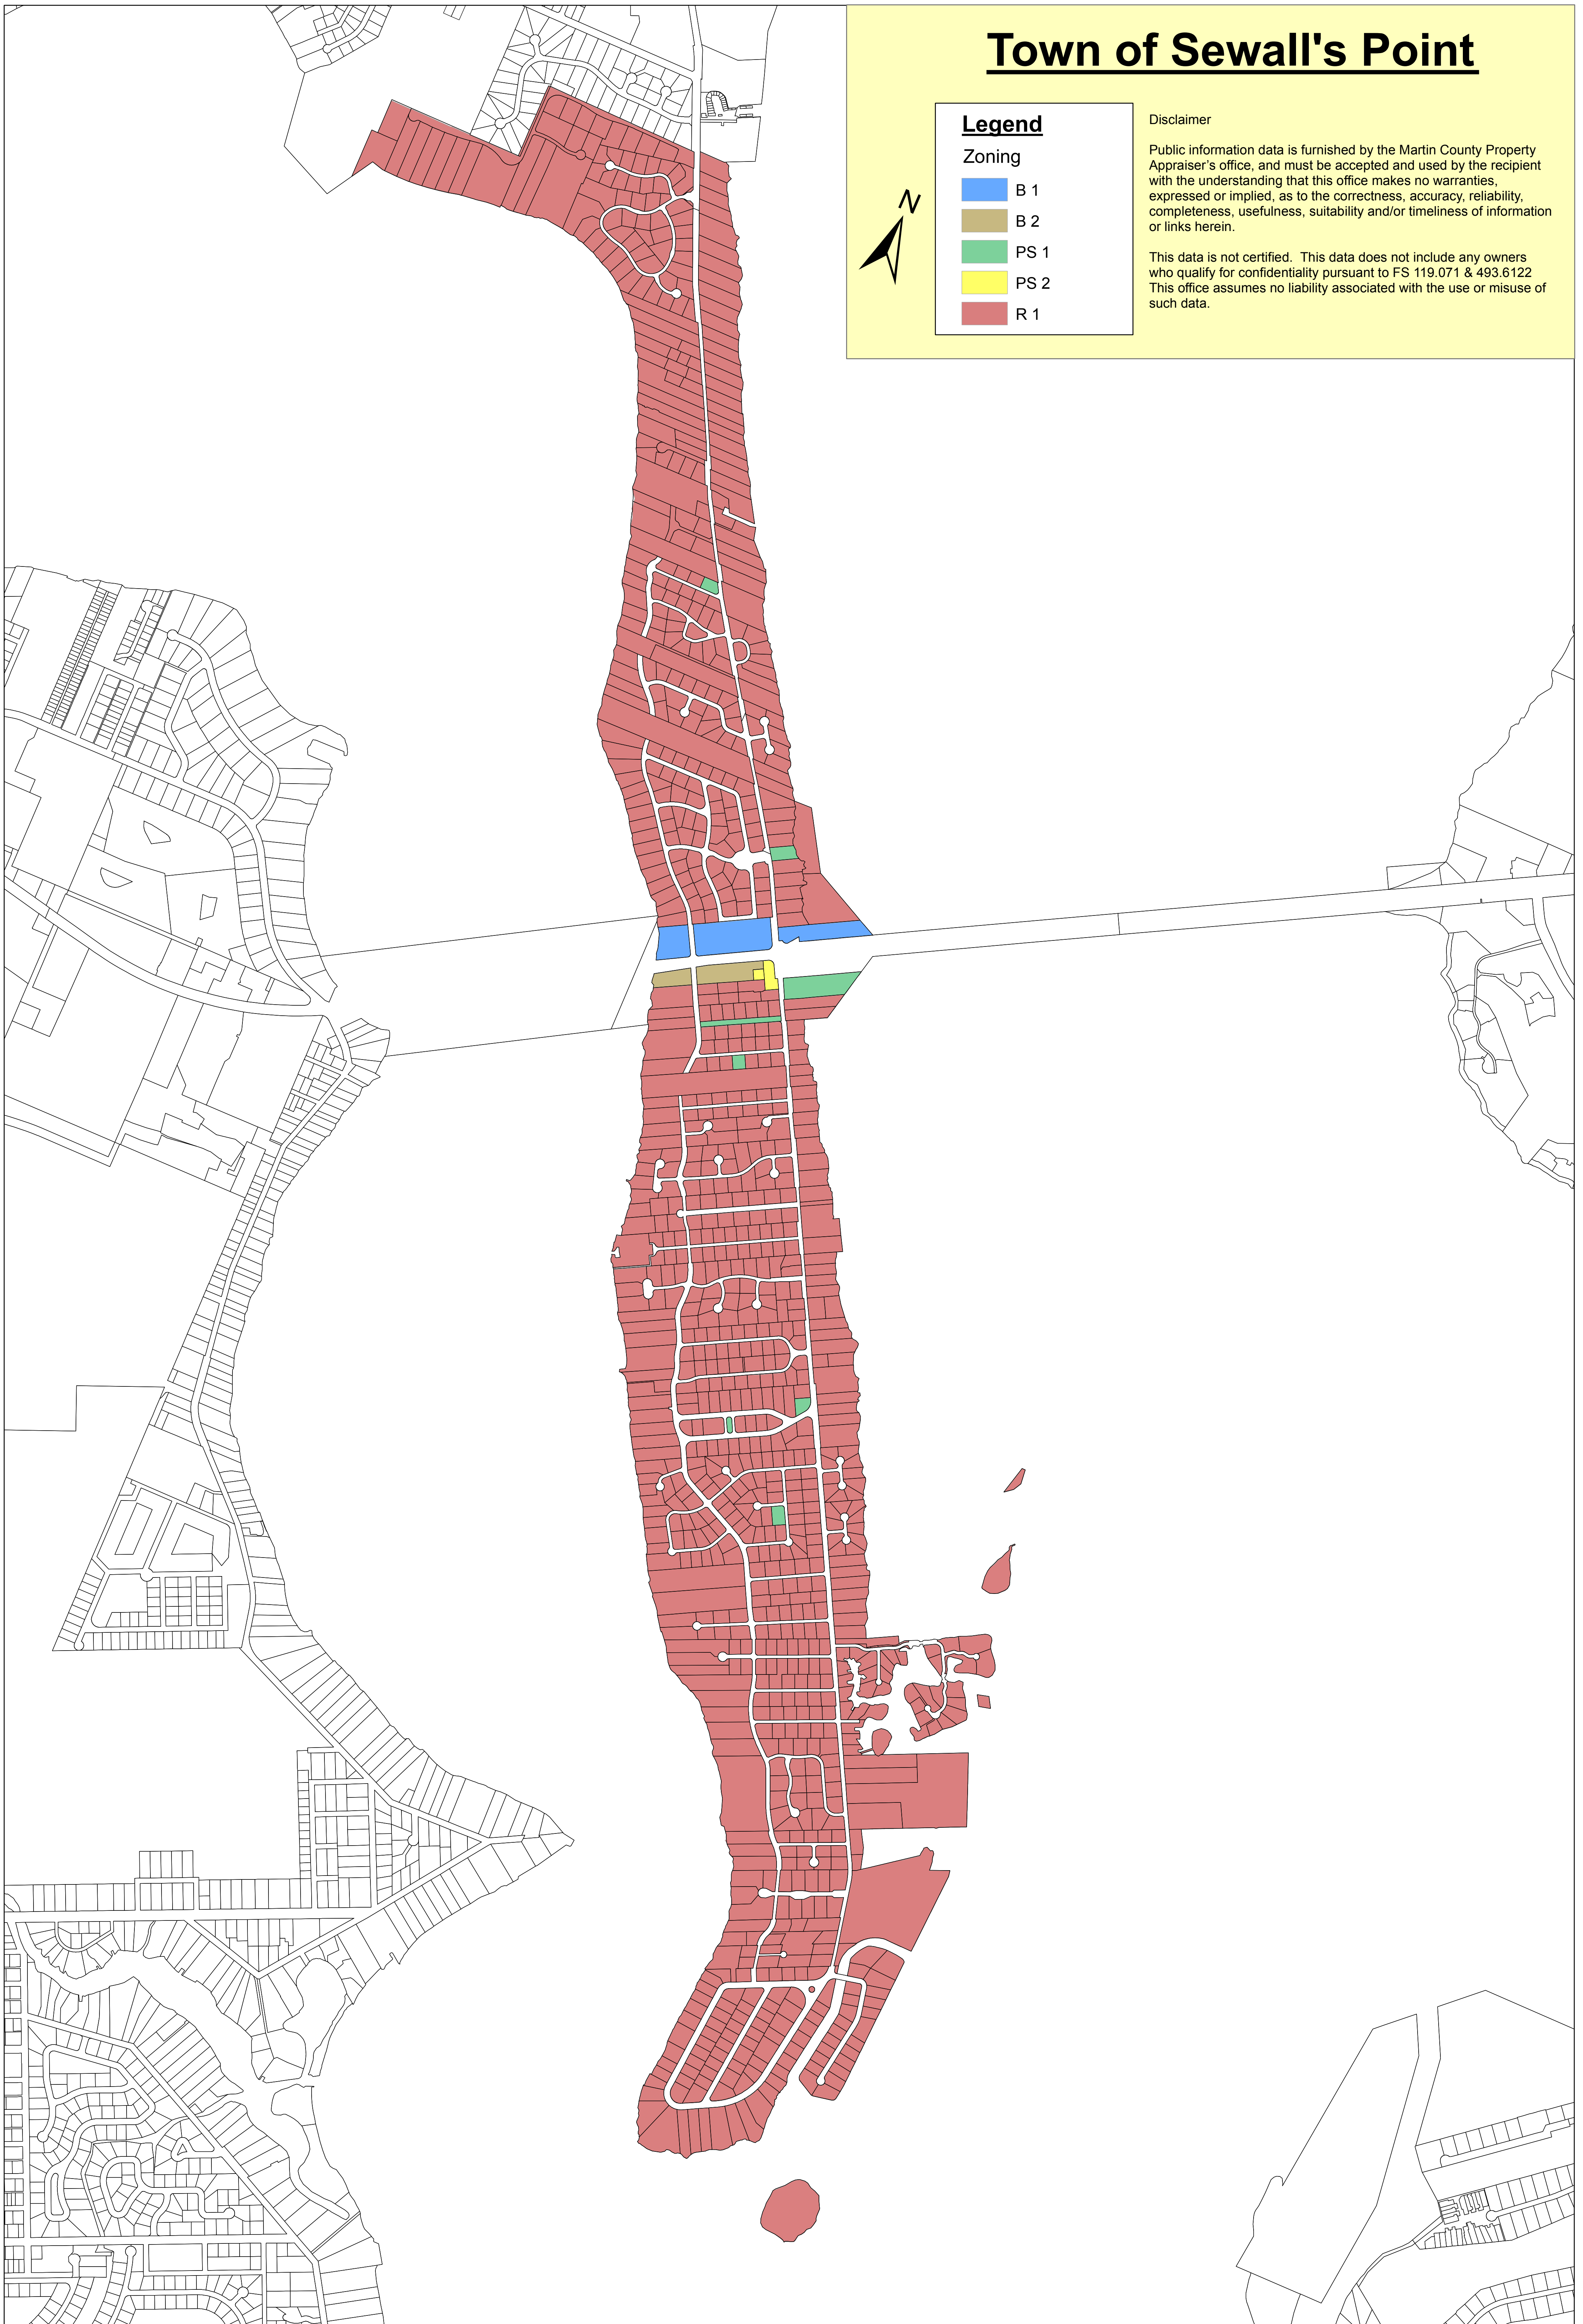 Town of Sewall's Point
Legend
Zoning
B 1
B 2
PS 1
PS 2
R 1
N
Disclaimer
Public information data is furnished by the Martin County Property
Appraiser’s office, and must be accepted and used by the recipient
with the understanding that this office makes no warranties,
expressed or implied, as to the correctness, accuracy, reliability,
completeness, usefulness, suitability and/or timeliness of information
or links herein.
This data is not certified.  This data does not include any owners
who qualify for confidentiality pursuant to FS 119.071 & 493.6122
This office assumes no liability associated with the use or misuse of
such data.